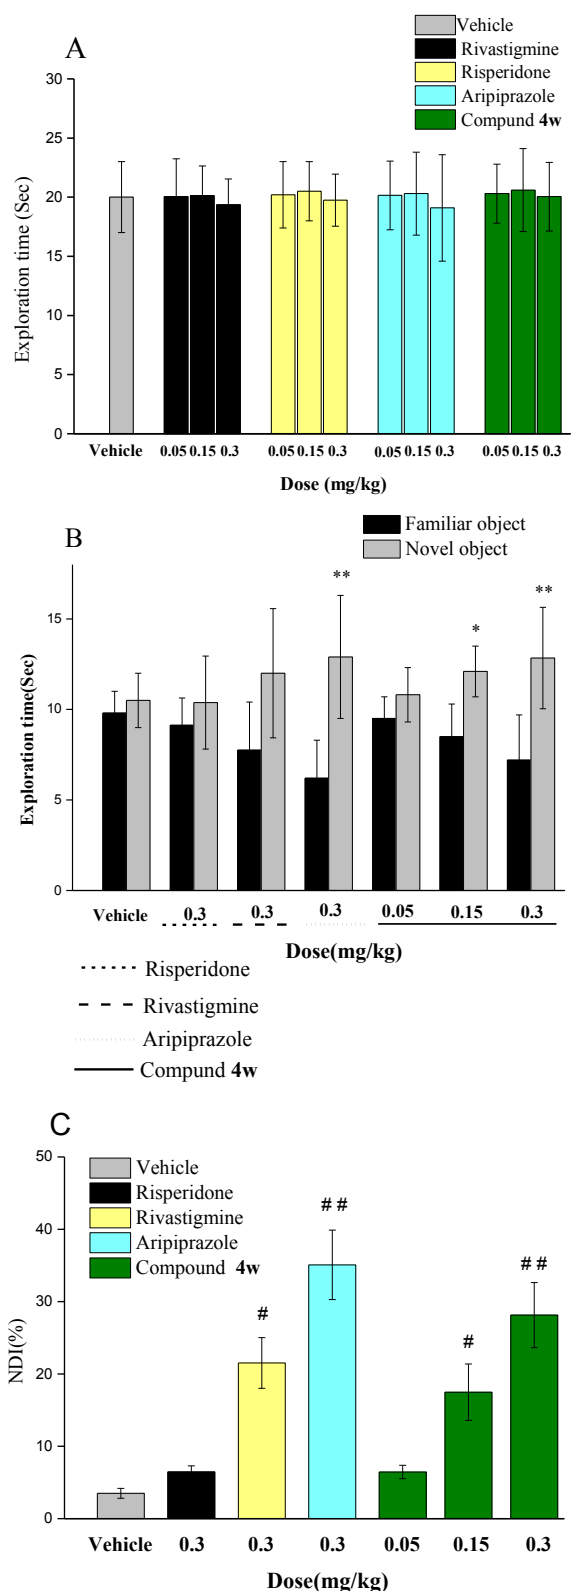 A
Vehicle
Rivastigmine
Risperidone
Aripiprazole
Compund 4w
30
25
20
15
10
5
0
Exploration time (Sec)
Vehicle 0.05 0.15 0.3 0.05 0.15 0.3 0.05 0.15 0.3 0.05 0.15 0.3
Dose (mg/kg)
B
Familiar object
Novel object
** * **
15
10
5
0
Exploration time(Sec)
Vehicle 0.3 0.3 0.3 0.05 0.15 0.3
Dose(mg/kg)
Risperidone
Rivastigmine
Aripiprazole
Compund 4w
C
Vehicle
Risperidone
Rivastigmine
Aripiprazole
Compound 4w
# # # # # #
50
40
30
20
10
0
NDI(%)
Vehicle 0.3 0.3 0.3 0.05 0.15 0.3
Dose(mg/kg)